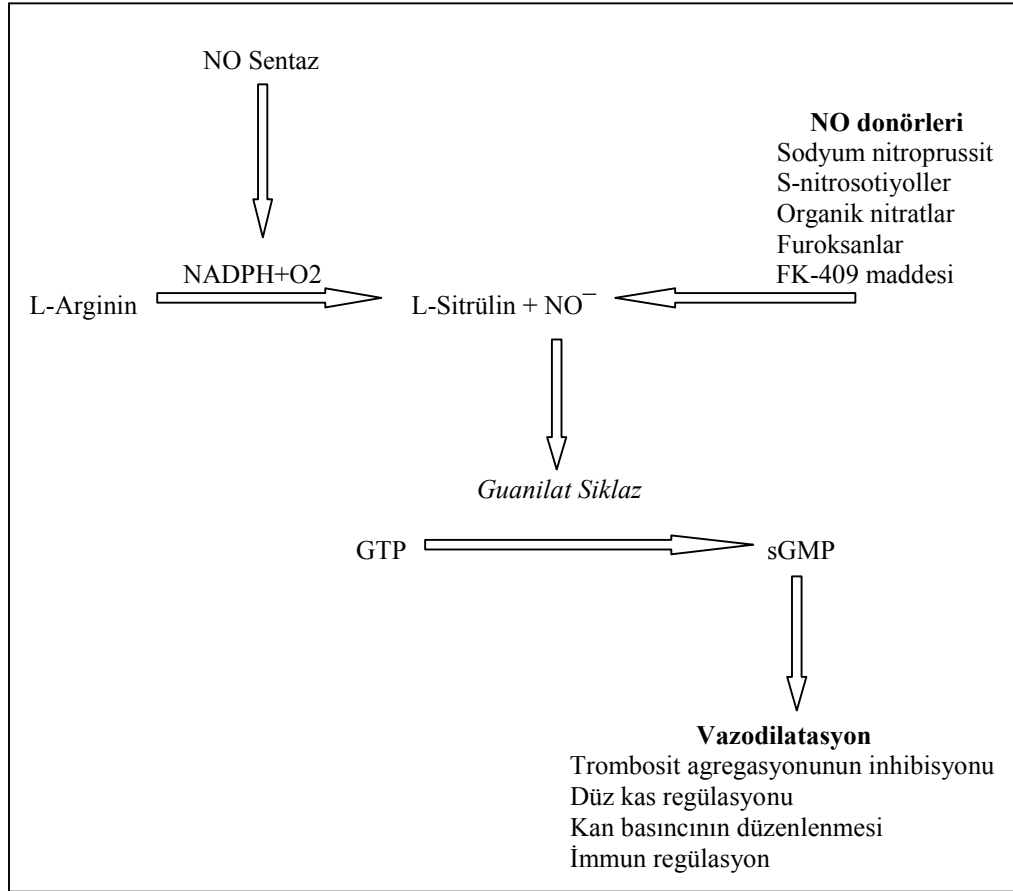 NO Sentaz
NO donörleri
Sodyum nitroprussit
S-nitrosotiyoller
Organik nitratlar
Furoksanlar
FK-409 maddesi
NADPH+O2
L-Arginin
L-Sitrülin + NO¯
Guanilat Siklaz
GTP
sGMP
Vazodilatasyon
Trombosit agregasyonunun inhibisyonu
Düz kas regülasyonu
Kan basıncının düzenlenmesi
İmmun regülasyon